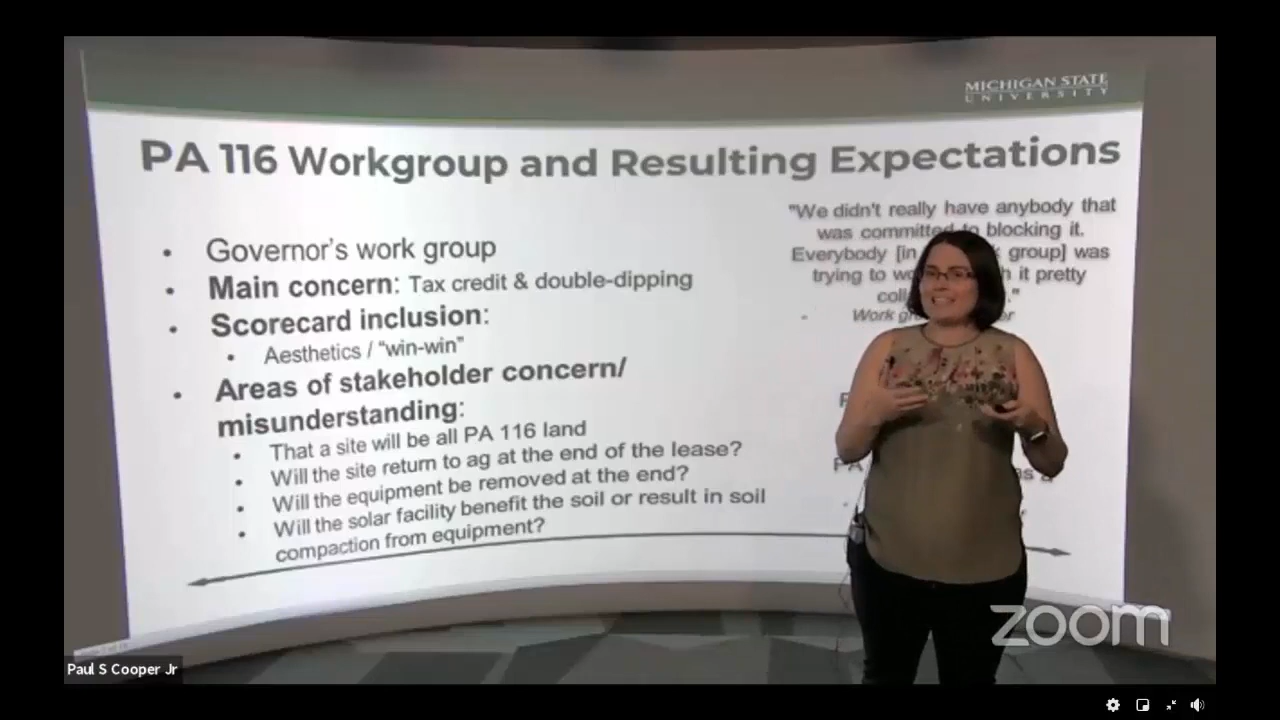 MICHIGAN STATE
UNIVERSITY
PA 116 Workgroup and Resulting Expectations
• Governor's work group
• Main concern: Tax credit & double-dipping
• Scorecard inclusion:
• Aesthetics / "win-win"
• Areas of stakeholder concern/
misunderstanding:
• That a site will be all PA 116 land
• Will the site return to ag at the end of the lease?
• Will the equipment be removed at the end?
• Will the solar facility benefit the soil or result in soil
compaction from equipment?
"We didn't really have anybody that
was committed to blocking it.
Everybody [in group] was
trying to it pretty
Work
PA
zoom
Paul S Cooper Jr